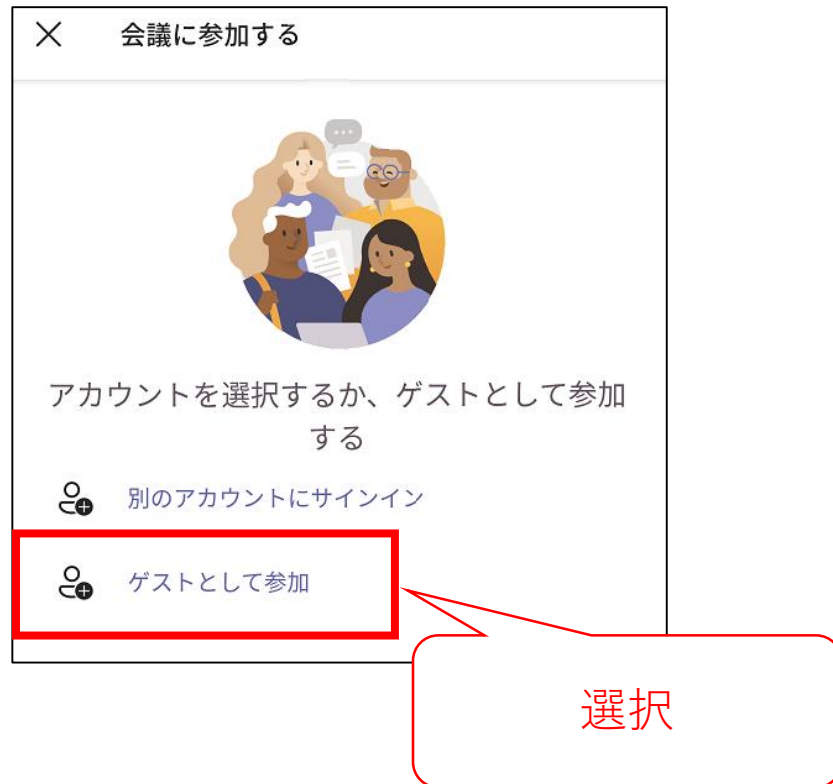 会議に参加する
アカウントを選択するか、ゲストとして参加
する
別のアカウントにサインイン
ゲストとして参加
選択